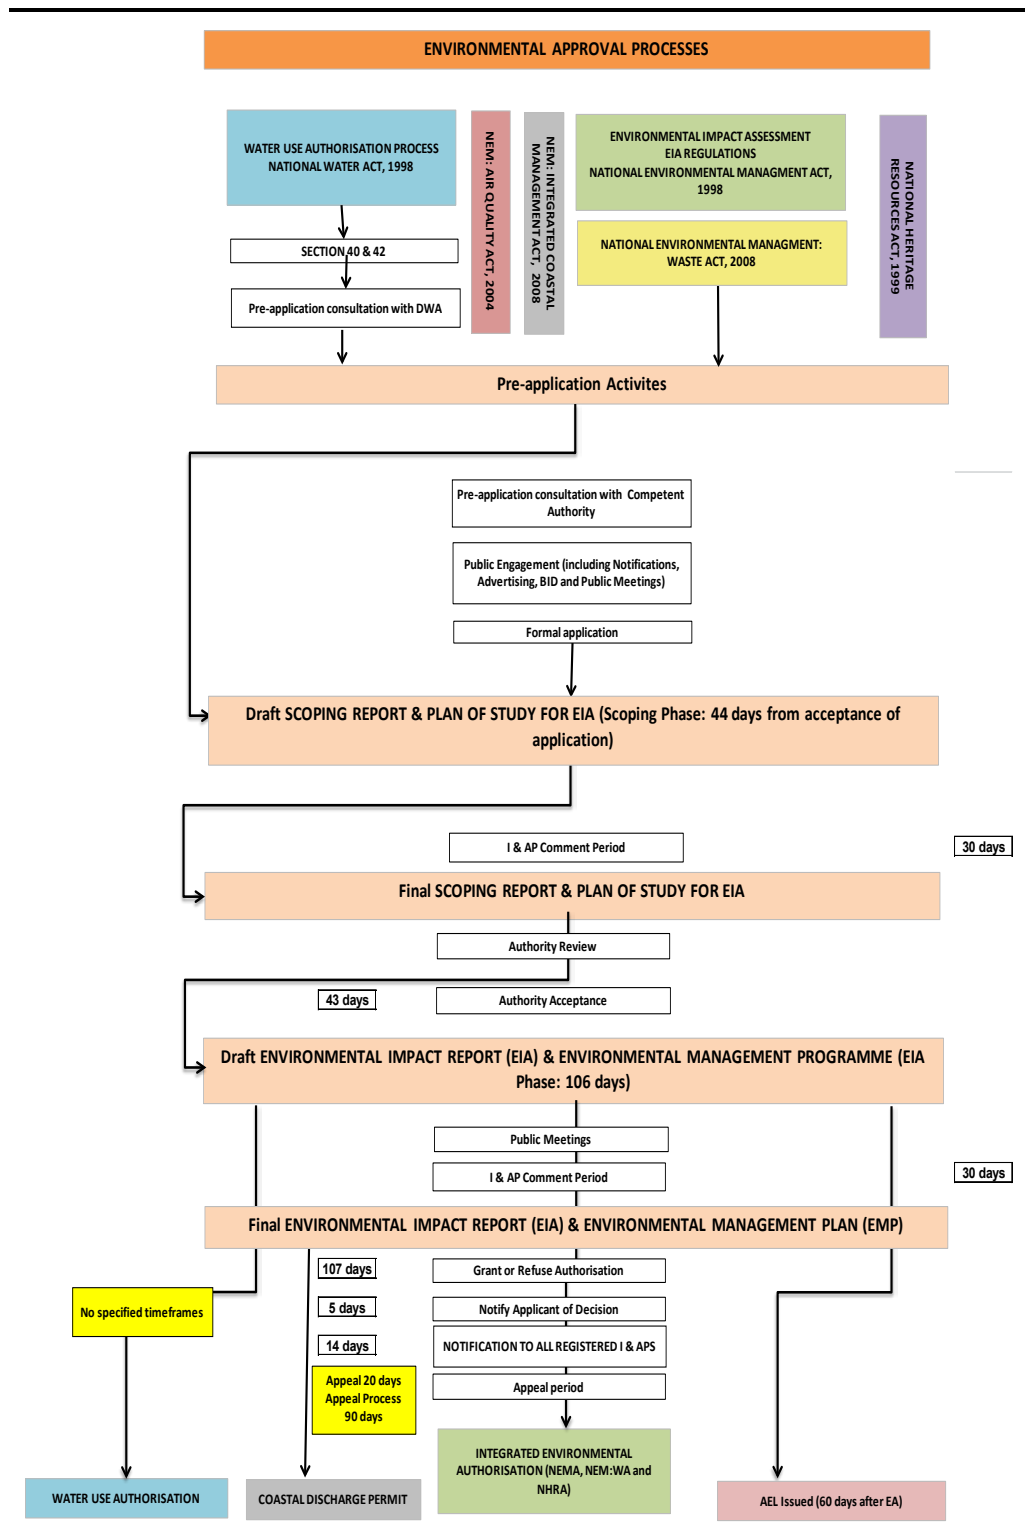 ENVIRONMENTAL APPROVAL PROCESSES
WATER USE AUTHORISATION PROCESS
NATIONAL WATER ACT, 1998
NEM: AIR QUALITY ACT, 2004
NEM: INTEGRATED COASTAL
MANAGEMENT ACT, 2008
ENVIRONMENTAL IMPACT ASSESSMENT
EIA REGULATIONS
NATIONAL ENVIRONMENTAL MANAGMENT ACT,
1998
NATIONAL HERITAGE
RESOURCES ACT, 1999
SECTION 40 & 42
NATIONAL ENVIRONMENTAL MANAGMENT:
WASTE ACT, 2008
Pre-application consultation with DWA
Pre-application Activites
Pre-application consultation with Competent
Authority
Public Engagement (including Notifications,
Advertising, BID and Public Meetings)
Formal application
Draft SCOPING REPORT & PLAN OF STUDY FOR EIA (Scoping Phase: 44 days from acceptance of
application)
I & AP Comment Period
30 days
Final SCOPING REPORT & PLAN OF STUDY FOR EIA
Authority Review
43 days
Authority Acceptance
Draft ENVIRONMENTAL IMPACT REPORT (EIA) & ENVIRONMENTAL MANAGEMENT PROGRAMME (EIA
Phase: 106 days)
Public Meetings
I & AP Comment Period
30 days
Final ENVIRONMENTAL IMPACT REPORT (EIA) & ENVIRONMENTAL MANAGEMENT PLAN (EMP)
107 days
Grant or Refuse Authorisation
No specified timeframes
5 days
Notify Applicant of Decision
14 days
NOTIFICATION TO ALL REGISTERED I & APS
Appeal 20 days
Appeal Process
90 days
Appeal period
INTEGRATED ENVIRONMENTAL
AUTHORISATION (NEMA, NEM:WA and
NHRA)
WATER USE AUTHORISATION
COASTAL DISCHARGE PERMIT
AEL Issued (60 days after EA)